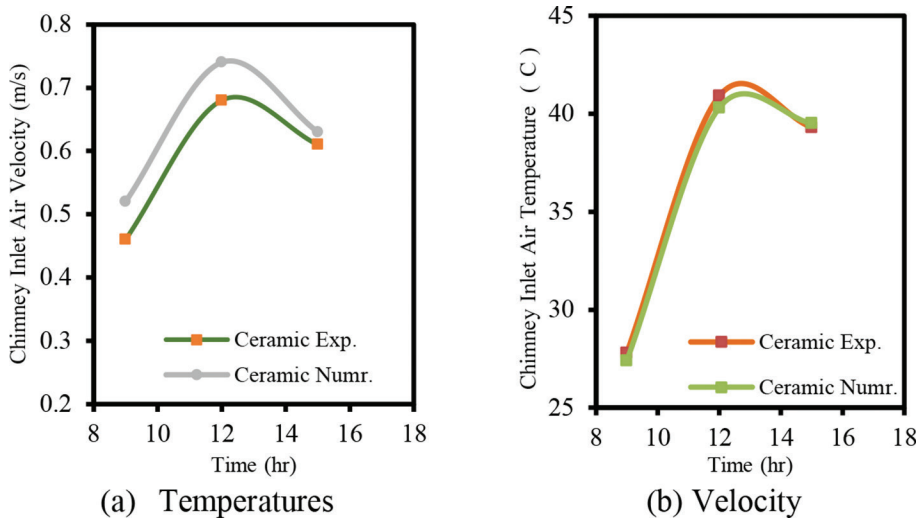 Chimney Inlet Air Velocity (m/s)
0.8
0.7
0.6
0.5
0.4
0.3
0.2
8 10 12 14 16 18
Time (hr)
Ceramic Exp.
Ceramic Numr.
(a) Temperatures
Chimney Inlet Air Temperature ( C )
45
40
35
30
25
8 10 12 14 16 18
Time (hr)
Ceramic Exp.
Ceramic Numr.
(b) Velocity